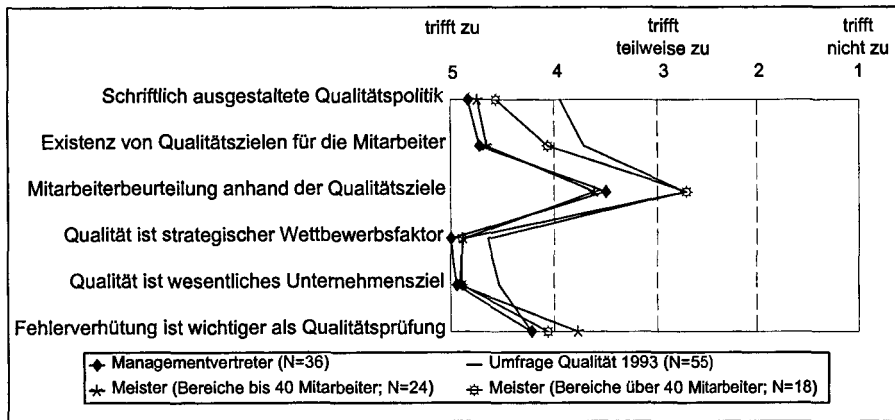 trifft zu
trifft
teilweise zu
trifft
nicht zu
5 4 3 2 1
Schriftlich ausgestaltete Qualitätspolitik
Existenz von Qualitätszielen für die Mitarbeiter
Mitarbeiterbeurteilung anhand der Qualitätsziele
Qualität ist strategischer Wettbewerbsfaktor
Qualität ist wesentliches Unternehmensziel
Fehlerverhütung ist wichtiger als Qualitätsprüfung
Managementvertreter (N=36)
Umfrage Qualität 1993 (N=55)
Meister (Bereiche bis 40 Mitarbeiter; N=24)
Meister (Bereiche über 40 Mitarbeiter; N=18)